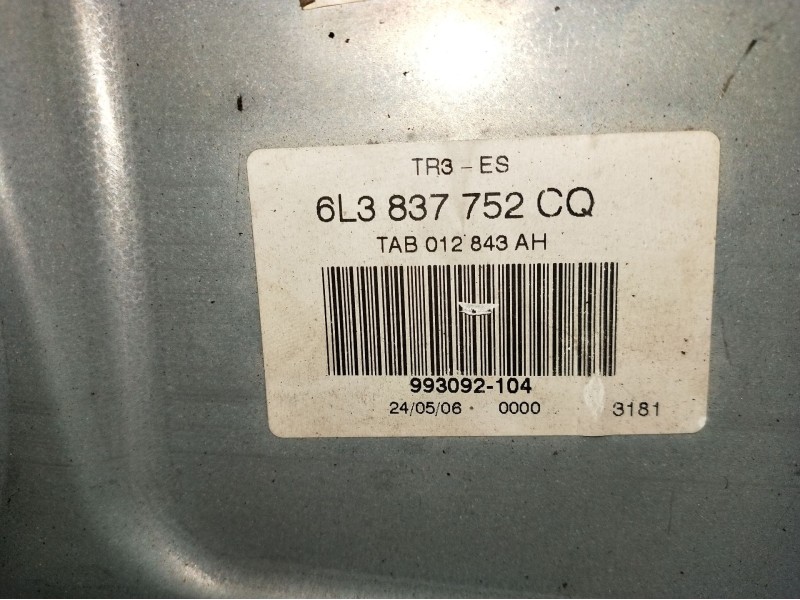 TR3 - ES
6L3 837 752 CQ
TAB 012 843 AH
993092-104
24/05/06 · 0000 3181